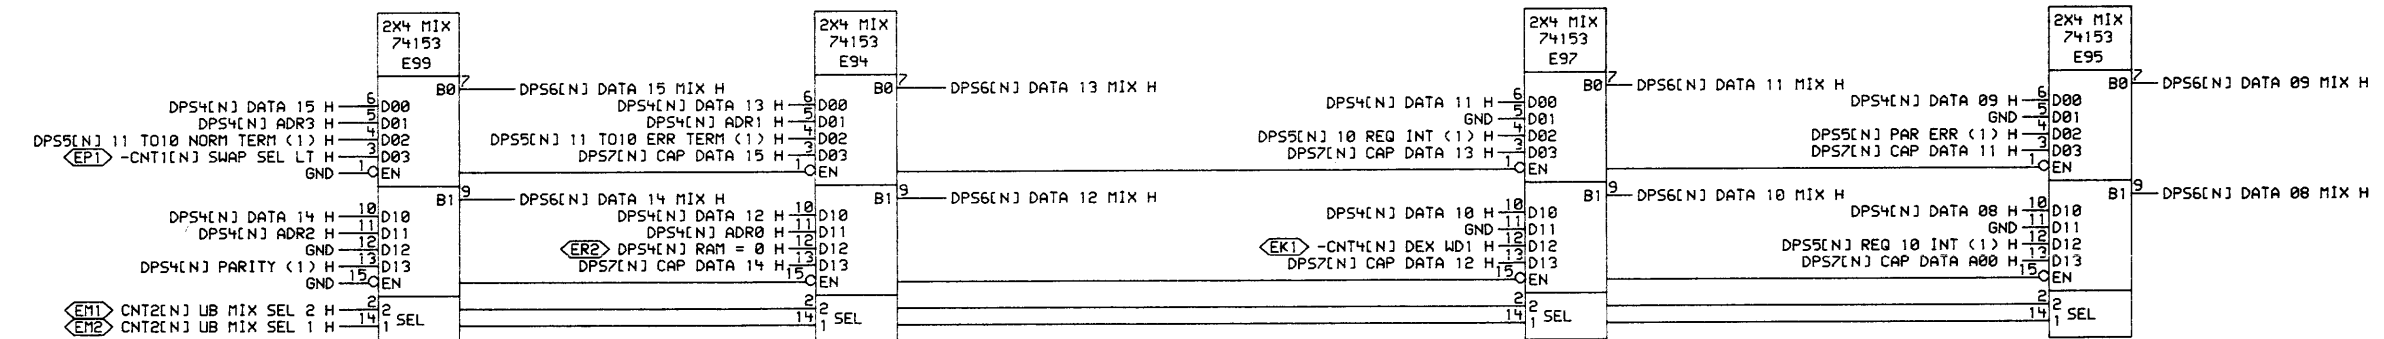 2X4 MIX
74153
E99
B0 7 DPS6[N] DATA 15 MIX H
DPS4[N] DATA 15 H 6 D00
DPS4[N] ADR3 H 5 D01
DPS5[N] 11 TO10 NORM TERM (1) H 4 D02
EP1 -CNT1[N] SWAP SEL LT H 3 D03
GND 1 EN
B1 9 DPS6[N] DATA 14 MIX H
DPS4[N] DATA 14 H 10 D10
DPS4[N] ADR2 H 11 D11
GND 12 D12
DPS4[N] PARITY (1) H 13 D13
GND 15 EN
EM1 CNT2[N] UB MIX SEL 2 H 2 2
SEL
EM2 CNT2[N] UB MIX SEL 1 H 14 1
2X4 MIX
74153
E94
B0 7 DPS6[N] DATA 13 MIX H
DPS4[N] DATA 13 H 6 D00
DPS4[N] ADR1 H 5 D01
DPS5[N] 11 TO10 ERR TERM (1) H 4 D02
DPS7[N] CAP DATA 15 H 3 D03
1 EN
B1 9 DPS6[N] DATA 12 MIX H
DPS4[N] DATA 12 H 10 D10
DPS4[N] ADR0 H 11 D11
ER2 DPS4[N] RAM = 0 H 12 D12
DPS7[N] CAP DATA 14 H 13 D13
15 EN
2 2
SEL
14 1
2X4 MIX
74153
E97
B0 7 DPS6[N] DATA 11 MIX H
DPS4[N] DATA 11 H 6 D00
GND 5 D01
DPS5[N] 10 REQ INT (1) H 4 D02
DPS7[N] CAP DATA 13 H 3 D03
1 EN
B1 9 DPS6[N] DATA 10 MIX H
DPS4[N] DATA 10 H 10 D10
GND 11 D11
EK1 -CNT4[N] DEX WD1 H 12 D12
DPS7[N] CAP DATA 12 H 13 D13
15 EN
2 2
SEL
14 1
2X4 MIX
74153
E95
B0 7 DPS6[N] DATA 09 MIX H
DPS4[N] DATA 09 H 6 D00
GND 5 D01
DPS5[N] PAR ERR (1) H 4 D02
DPS7[N] CAP DATA 11 H 3 D03
1 EN
B1 9 DPS6[N] DATA 08 MIX H
DPS4[N] DATA 08 H 10 D10
GND 11 D11
DPS5[N] REQ 10 INT (1) H 12 D12
DPS7[N] CAP DATA A00 H 13 D13
15 EN
2 2
SEL
14 1